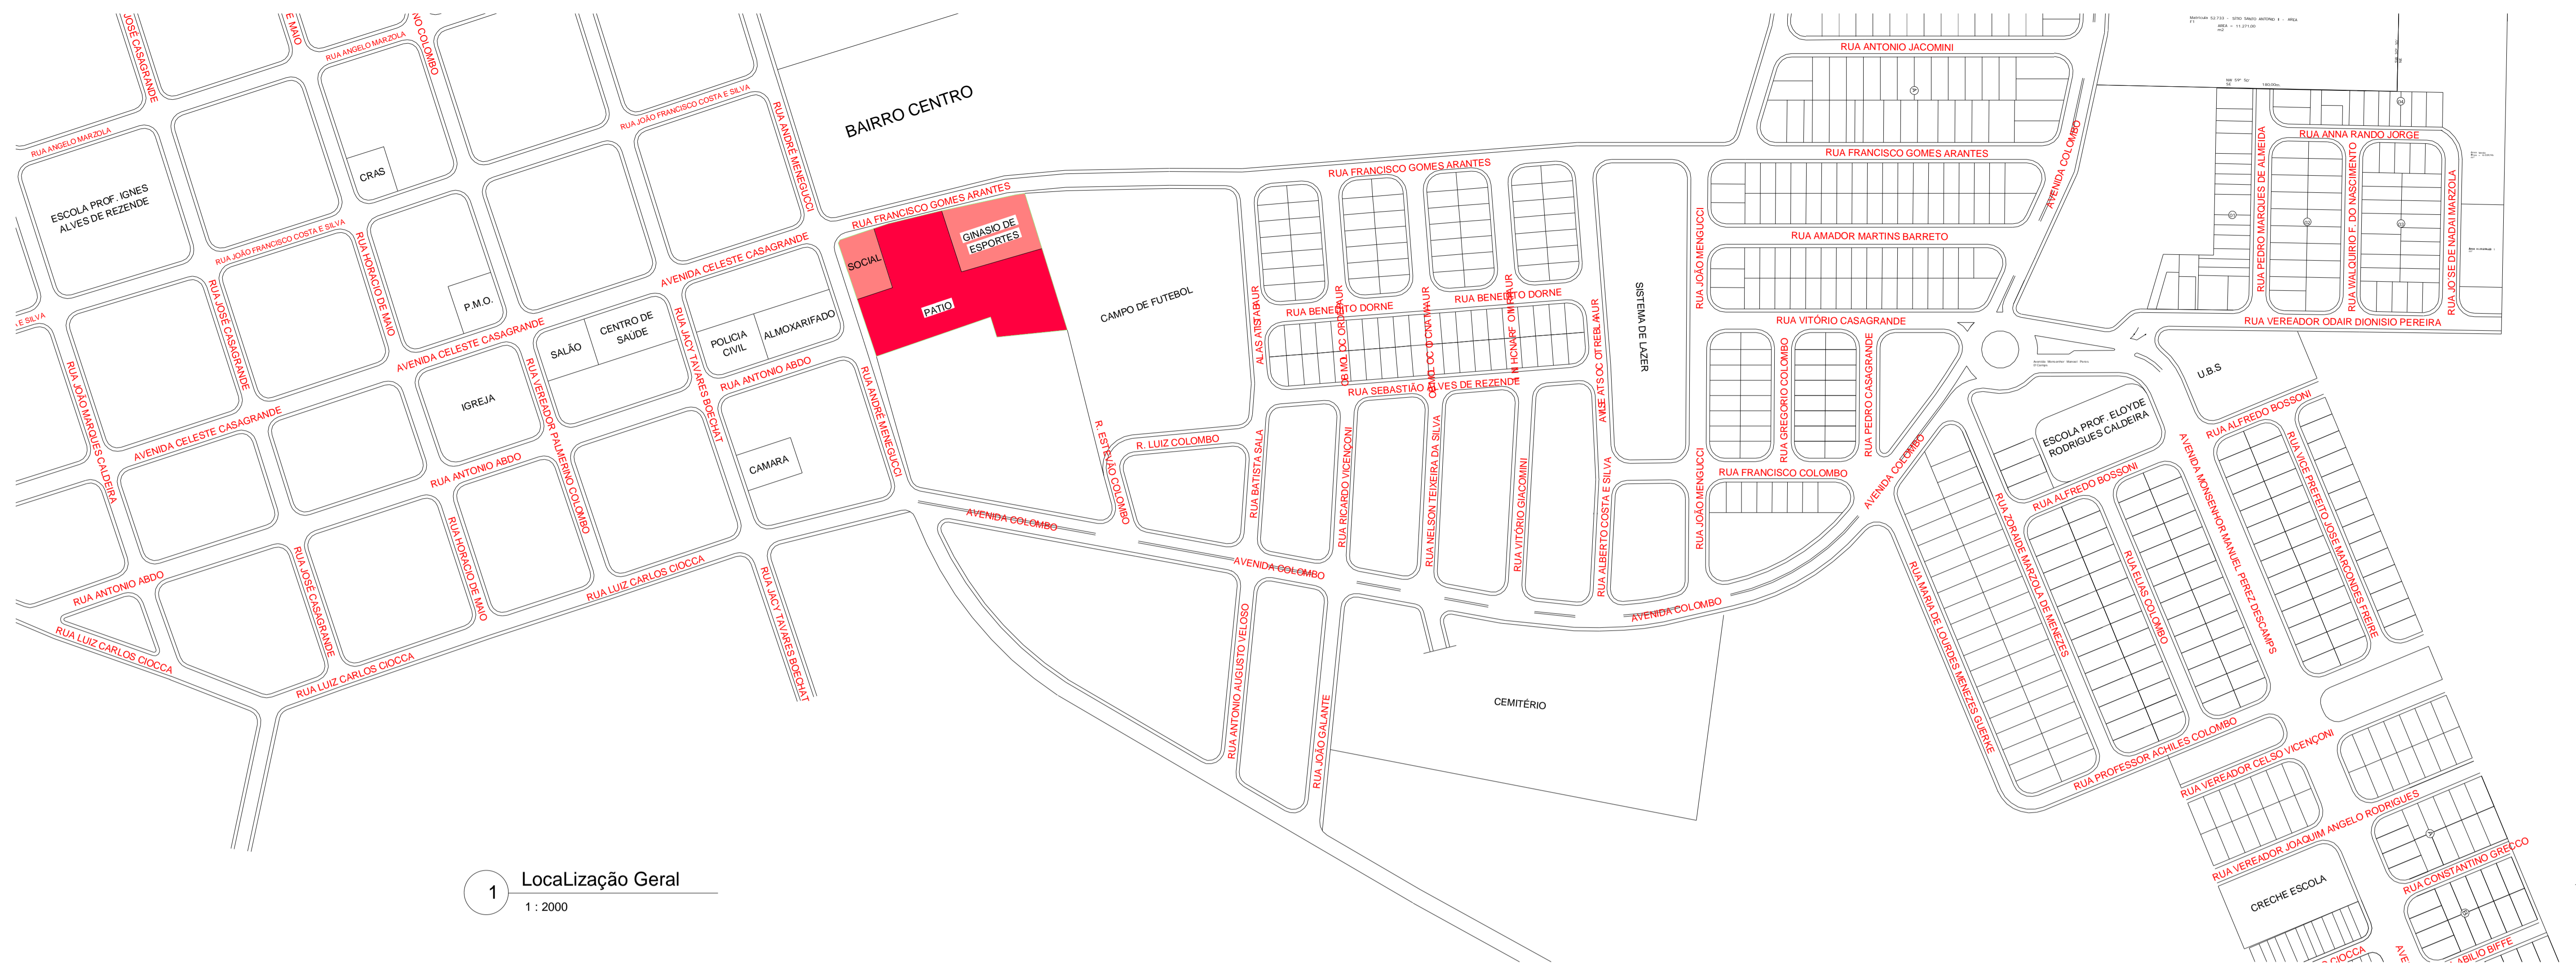 JOSÉ CASAGRANDE
E MAIO
NO COLOMBO
RUA ANGELO MARZOLA
RUA ANGELO MARZOLA
ESCOLA PROF. IGNES
ALVES DE REZENDE
CRAS
RUA JOÃO FRANCISCO COSTA E SILVA
RUA JOÃO FRANCISCO COSTA E SILVA
E SILVA
RUA HORACIO DE MAIO
RUA JOSÉ CASAGRANDE
P.M.O.
AVENIDA CELESTE CASAGRANDE
AVENIDA CELESTE CASAGRANDE
AVENIDA CELESTE CASAGRANDE
RUA JOÃO MARQUES CALDEIRA
SALÃO
CENTRO DE
SAÚDE
IGREJA
RUA VEREADOR PALMERINO COLOMBO
RUA JACY TAVARES BOECHAT
POLICIA
CIVIL
ALMOXARIFADO
RUA ANTONIO ABDO
RUA ANTONIO ABDO
RUA ANTONIO ABDO
CAMARA
RUA ANDRÉ MENEGUCCI
RUA ANDRÉ MENEGUCCI
RUA HORACIO DE MAIO
RUA JOSÉ CASAGRANDE
RUA LUIZ CARLOS CIOCCA
RUA LUIZ CARLOS CIOCCA
RUA LUIZ CARLOS CIOCCA
RUA JACY TAVARES BOECHAT
BAIRRO CENTRO
RUA FRANCISCO GOMES ARANTES
SOCIAL
PATIO
GINASIO DE
ESPORTES
CAMPO DE FUTEBOL
R. ESTEVÃO COLOMBO
R. LUIZ COLOMBO
AVENIDA COLOMBO
AVENIDA COLOMBO
AVENIDA COLOMBO
RUA FRANCISCO GOMES ARANTES
RUA BENEDITO DORNE
RUA BENEDITO DORNE
RUA SEBASTIÃO ALVES DE REZENDE
RUA BATISTA SALA
RUA RICARDO VICENÇONI
RUA NELSON TEIXEIRA DA SILVA
RUA VITÓRIO GIACOMINI
RUA ALBERTO COSTA E SILVA
SISTEMA DE LAZER
RUA JOÃO MENGUCCI
RUA JOÃO MENGUCCI
RUA ANTONIO AUGUSTO VELOSO
RUA JOÃO GALANTE
CEMITÉRIO
RUA ANTONIO JACOMINI
A
RUA FRANCISCO GOMES ARANTES
RUA AMADOR MARTINS BARRETO
RUA VITÓRIO CASAGRANDE
RUA GREGORIO COLOMBO
RUA PEDRO CASAGRANDE
RUA FRANCISCO COLOMBO
AVENIDA COLOMBO
AVENIDA COLOMBO
RUA ANNA RANDO JORGE
RUA PEDRO MARQUES DE ALMEIDA
RUA WALQUIRIO F. DO NASCIMENTO
RUA JOSE DE NADAI MARZOLA
RUA VEREADOR ODAIR DIONISIO PEREIRA
01
02
03
04
U.B.S
ESCOLA PROF. ELOYDE
RODRIGUES CALDEIRA
RUA ALFREDO BOSSONI
RUA ALFREDO BOSSONI
RUA MARIA DE LOURDES MENEZES GUERKE
RUA ZORAIDE MARZOLA DE MENEZES
RUA ELIAS COLOMBO
AVENIDA MONSENHOR MANUEL PEREZ DESCAMPS
RUA VICE PREFEITO JOSE MARCONDES FREIRE
RUA PROFESSOR ACHILES COLOMBO
RUA VEREADOR CELSO VICENÇONI
RUA VEREADOR JOAQUIM ANGELO RODRIGUES
RUA CONSTANTINO GRECCO
CRECHE ESCOLA
CIOCCA
AVE
ABILIO BIFFE
1
LocaLização Geral
1 : 2000